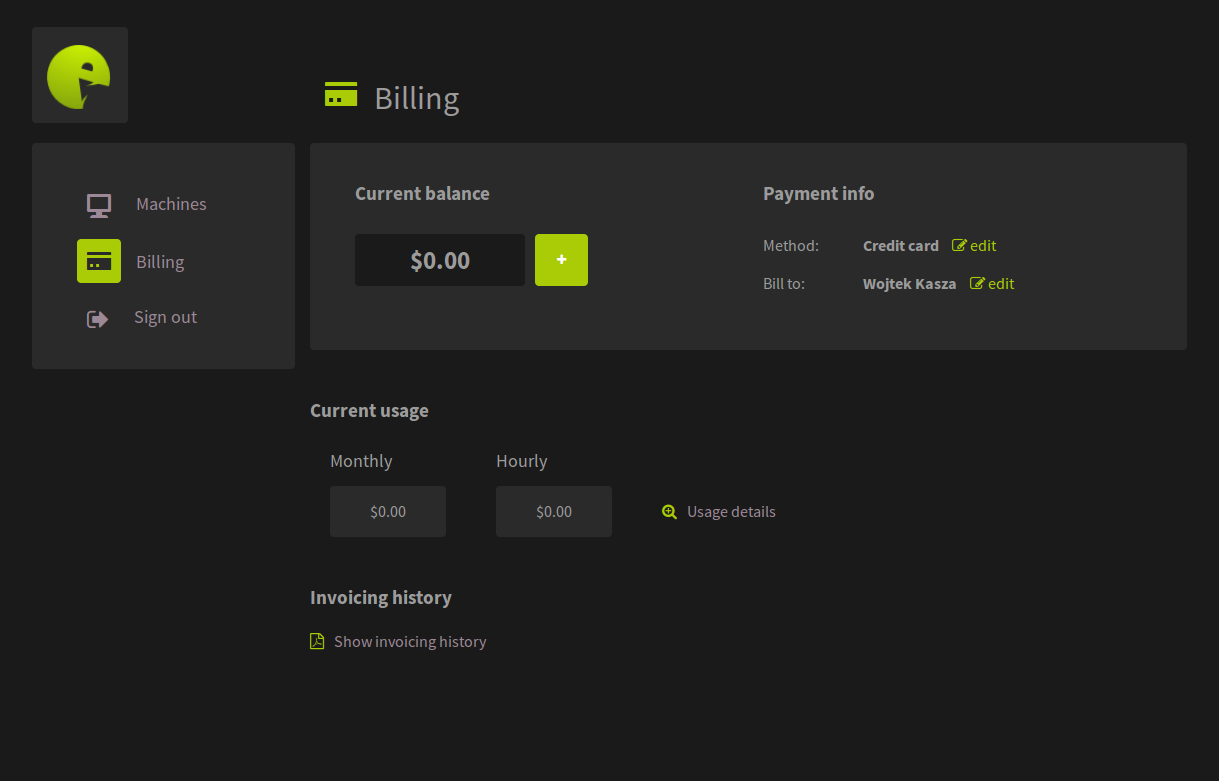 Billing
Machines
Billing
Sign out
Current balance
$0.00
+
Payment info
Method: Credit card edit
Bill to: Wojtek Kasza edit
Current usage
Monthly Hourly
$0.00 $0.00 Usage details
Invoicing history
Show invoicing history